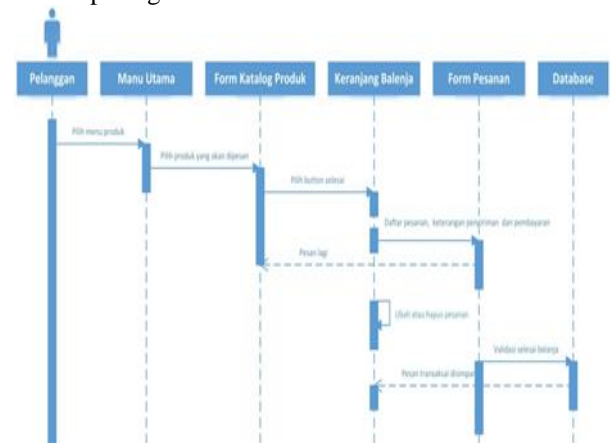 Pelanggan
Manu Utama
Form Katalog Produk
Keranjang Balenja
Form Pesanan
Database
Pilih menu produk
Pilih produk yang akan dipesan
Pilih button selesai
Daftar pesanan, keterangan pengiriman dan pembayaran
Pesan lagi
Ubah atau hapus pesanan
Validasi selesai belanja
Pesan transaksi disimpan